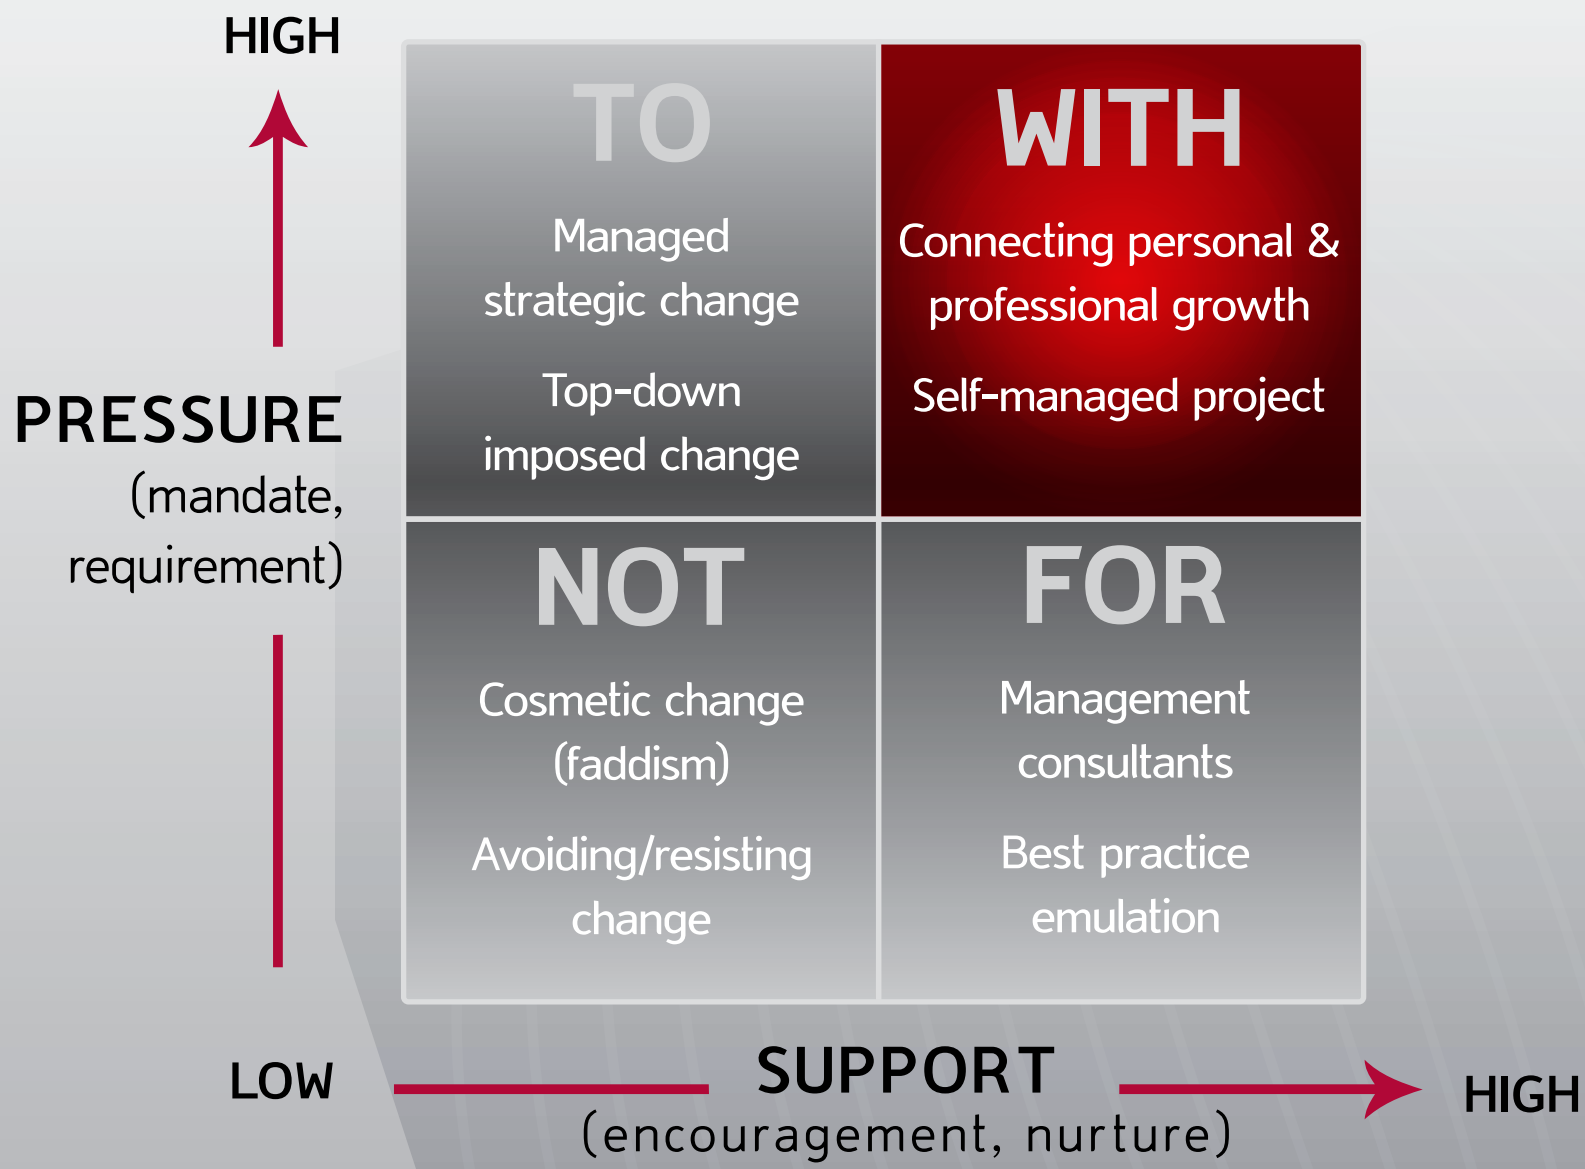 HIGH
TO
Managed
strategic change
Top-down
imposed change
WITH
Connecting personal &
professional growth
Self-managed project
PRESSURE
(mandate,
requirement)
NOT
Cosmetic change
(faddism)
Avoiding/resisting
change
FOR
Management
consultants
Best practice
emulation
LOW
SUPPORT
(encouragement, nurture)
HIGH